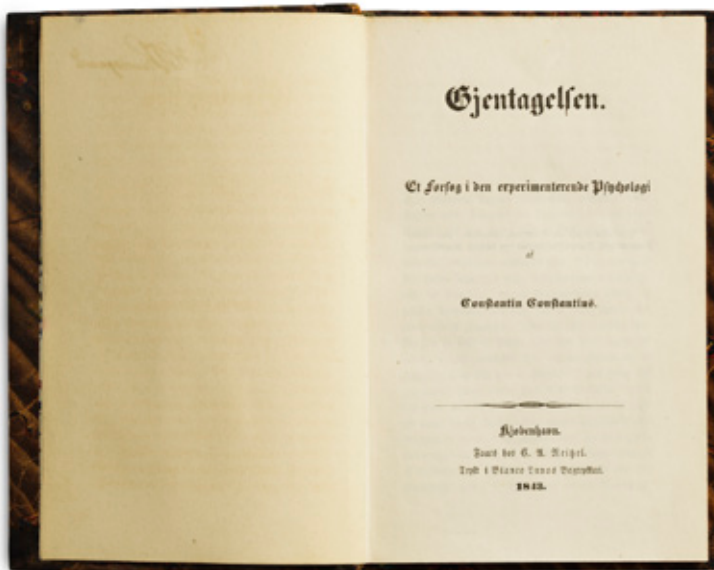 Gjentagelsen.
Et Forsøg i den experimenterende Psychologi
af
Constantin Constantius.
Kjøbenhavn.
Faaes hos C. A. Reitzel.
Trykt i Bianco Lunos Bogtrykkeri.
1843.